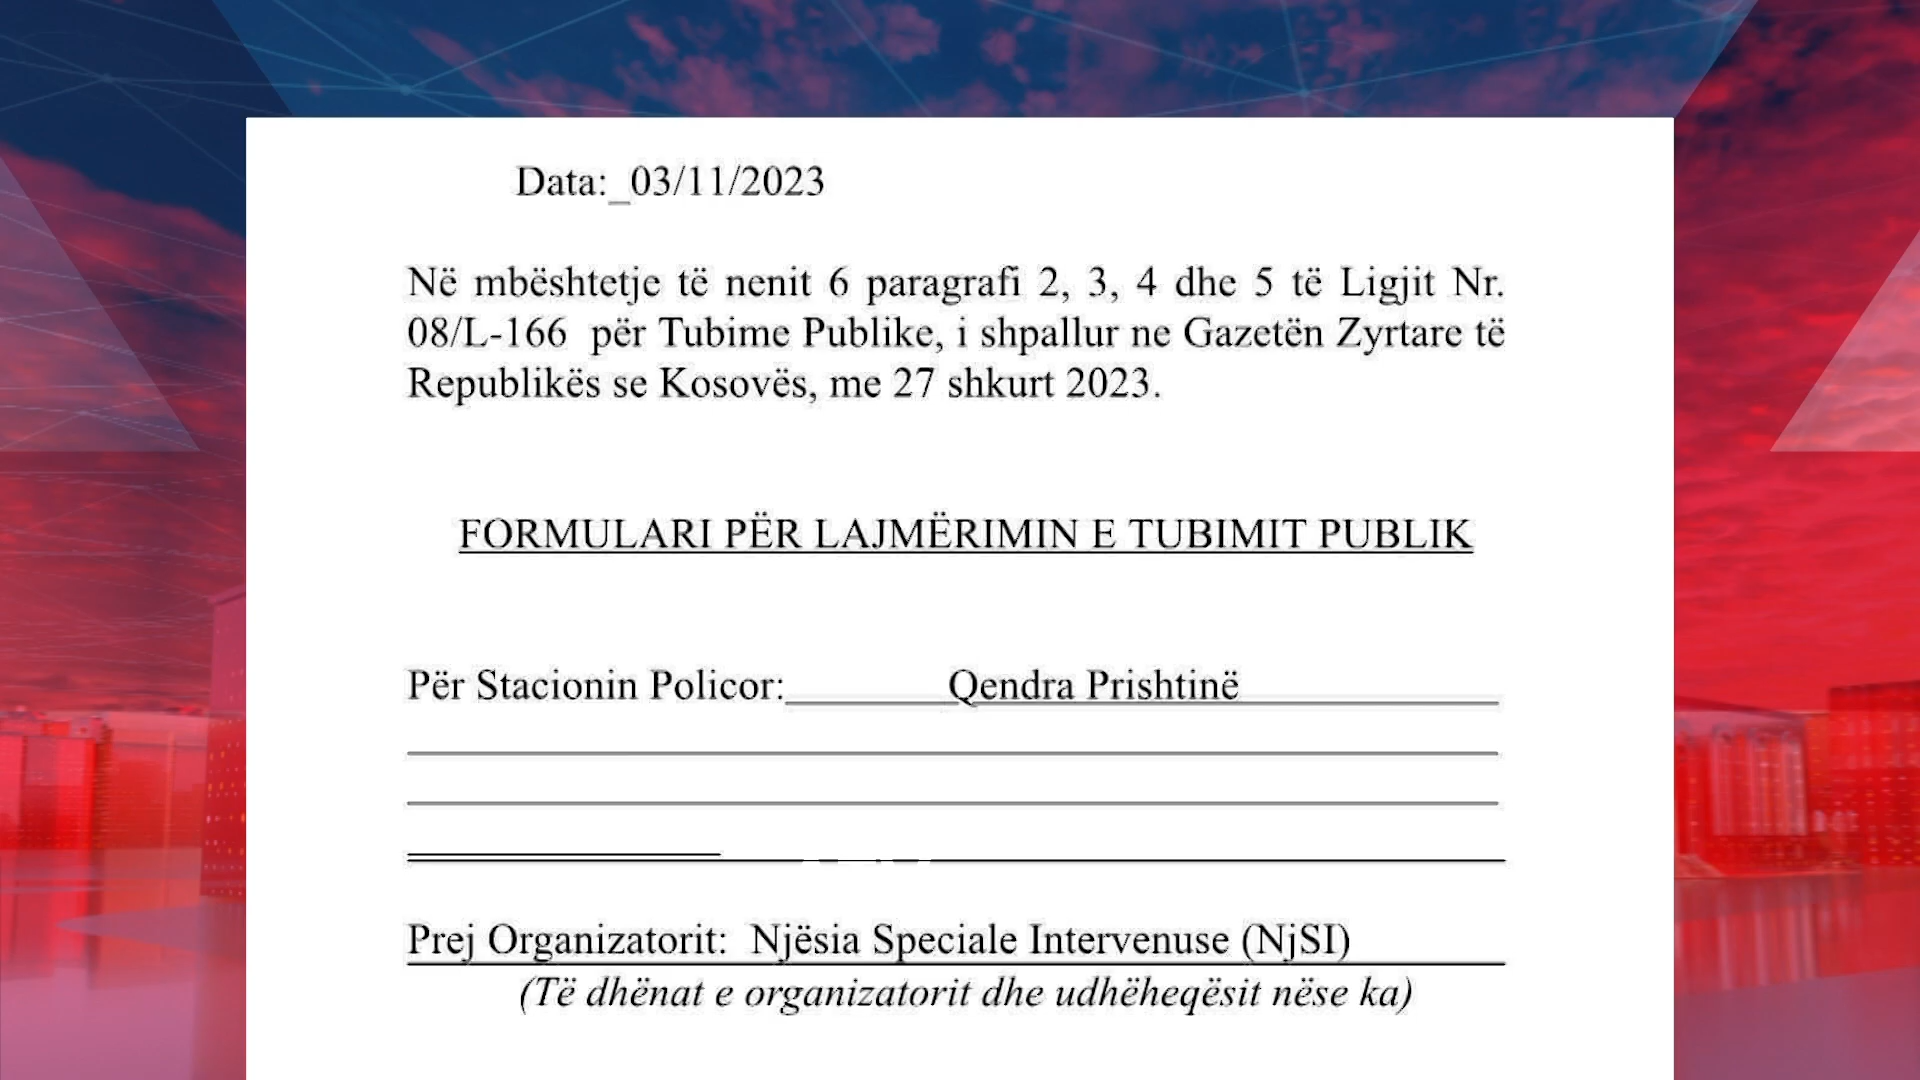 Data:_03/11/2023
Në mbështetje të nenit 6 paragrafi 2, 3, 4 dhe 5 të Ligjit Nr.
08/L-166 për Tubime Publike, i shpallur ne Gazetën Zyrtare të
Republikës se Kosovës, me 27 shkurt 2023.
FORMULARI PËR LAJMËRIMIN E TUBIMIT PUBLIK
Për Stacionin Policor: Qendra Prishtinë
Prej Organizatorit: Njësia Speciale Intervenuse (NjSI)
(Të dhënat e organizatorit dhe udhëheqësit nëse ka)